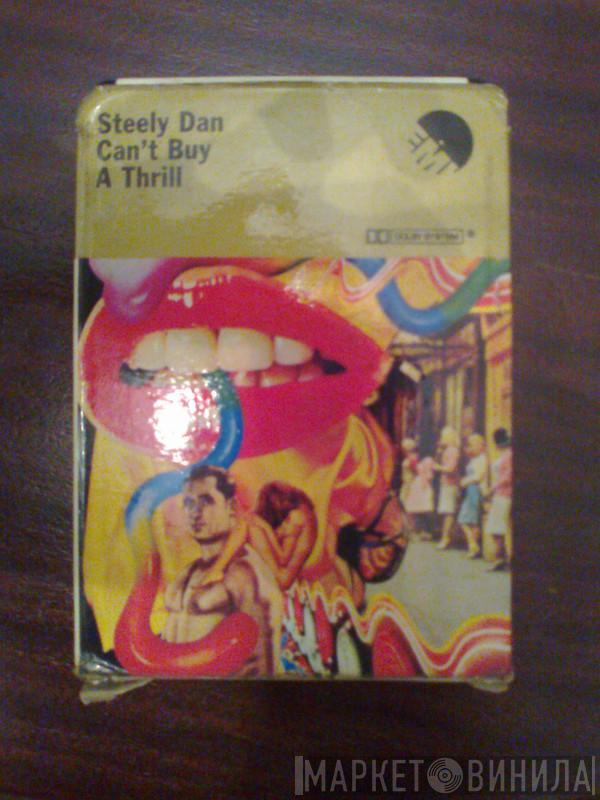 Steely Dan
Can't Buy
A Thrill
EMI
DOLBY SYSTEM ®
МАРКЕТ ВИНИЛА